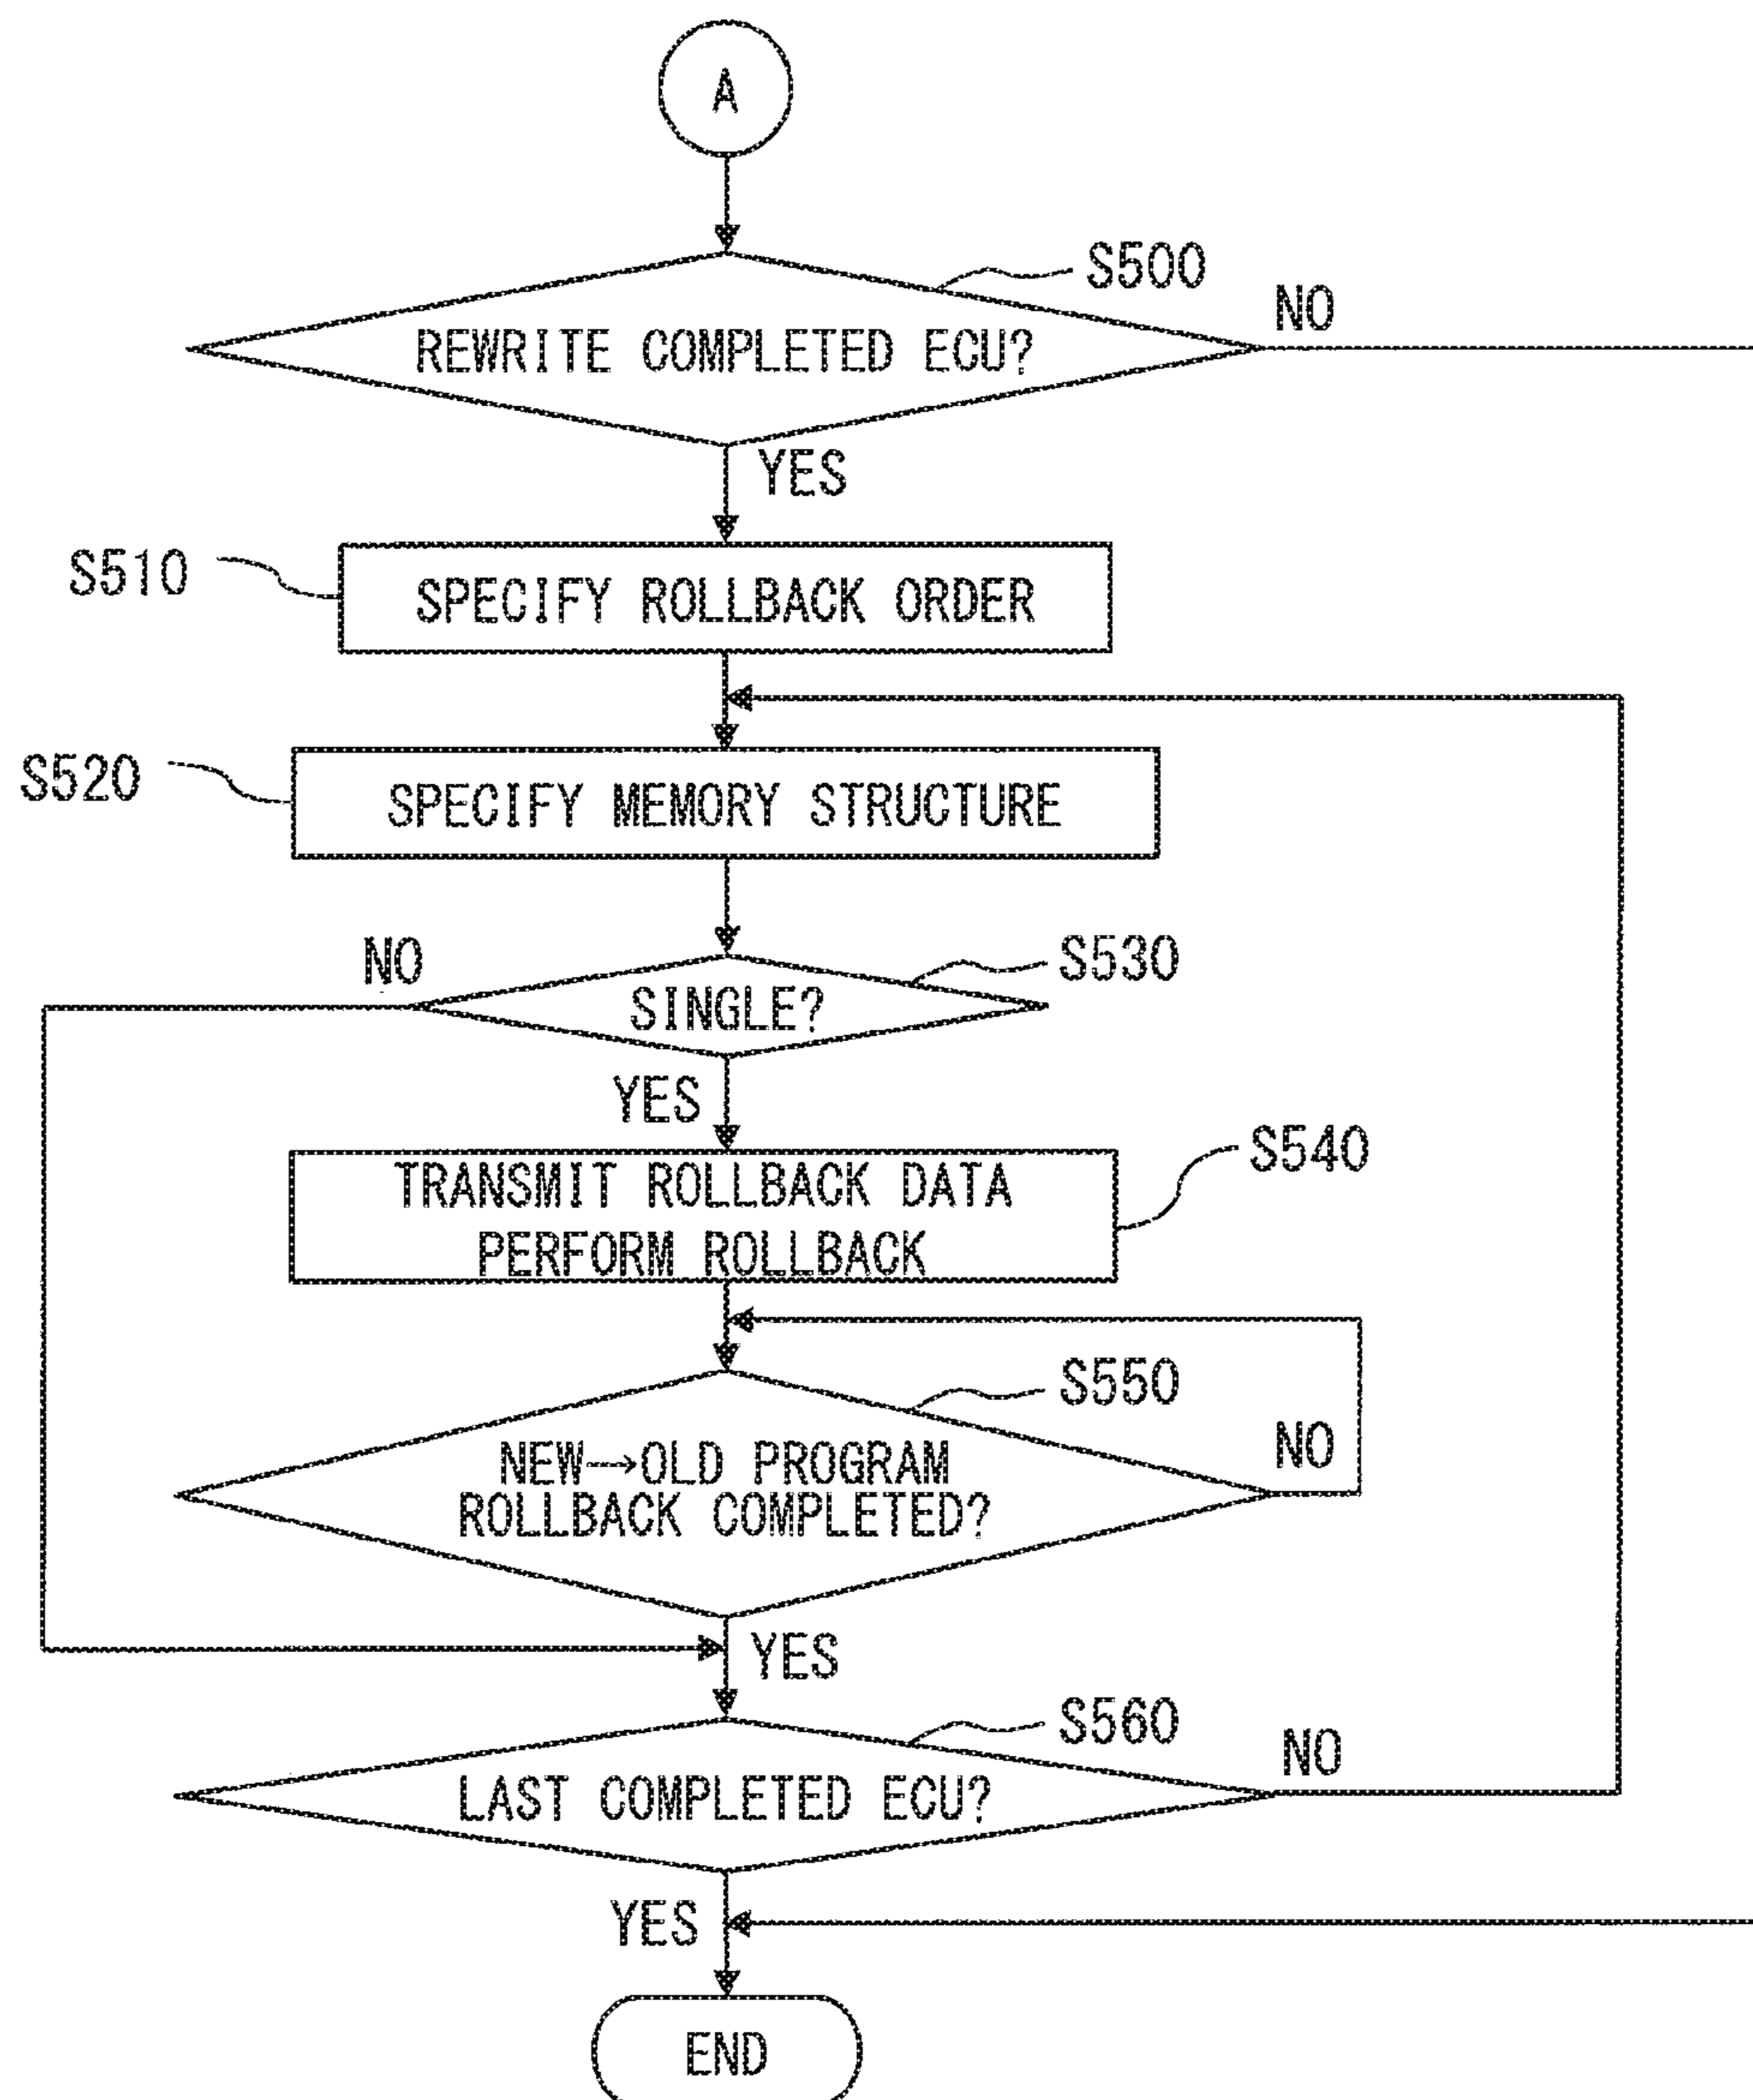 A
S500
NO
REWRITE COMPLETED ECU?
YES
S510
SPECIFY ROLLBACK ORDER
S520
SPECIFY MEMORY STRUCTURE
NO
S530
SINGLE?
YES
S540
TRANSMIT ROLLBACK DATA
PERFORM ROLLBACK
S550
NO
NEW→OLD PROGRAM
ROLLBACK COMPLETED?
YES
S560
NO
LAST COMPLETED ECU?
YES
END